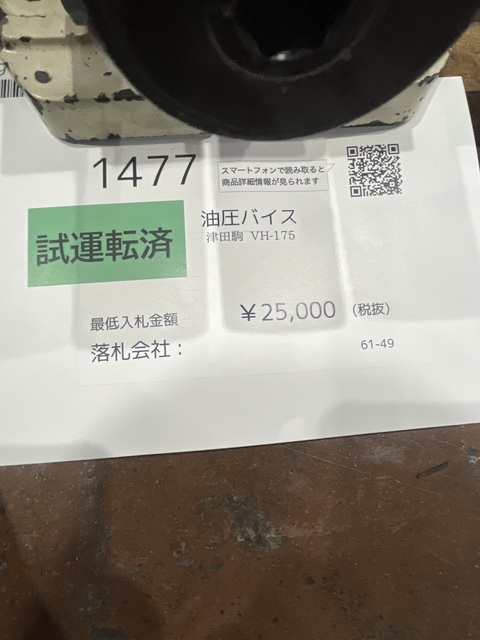 1477
スマートフォンで読み取ると
商品詳細情報が見られます
試運転済
油圧バイス
津田駒 VH-175
最低入札金額 ￥25,000 (税抜)
落札会社：
61-49